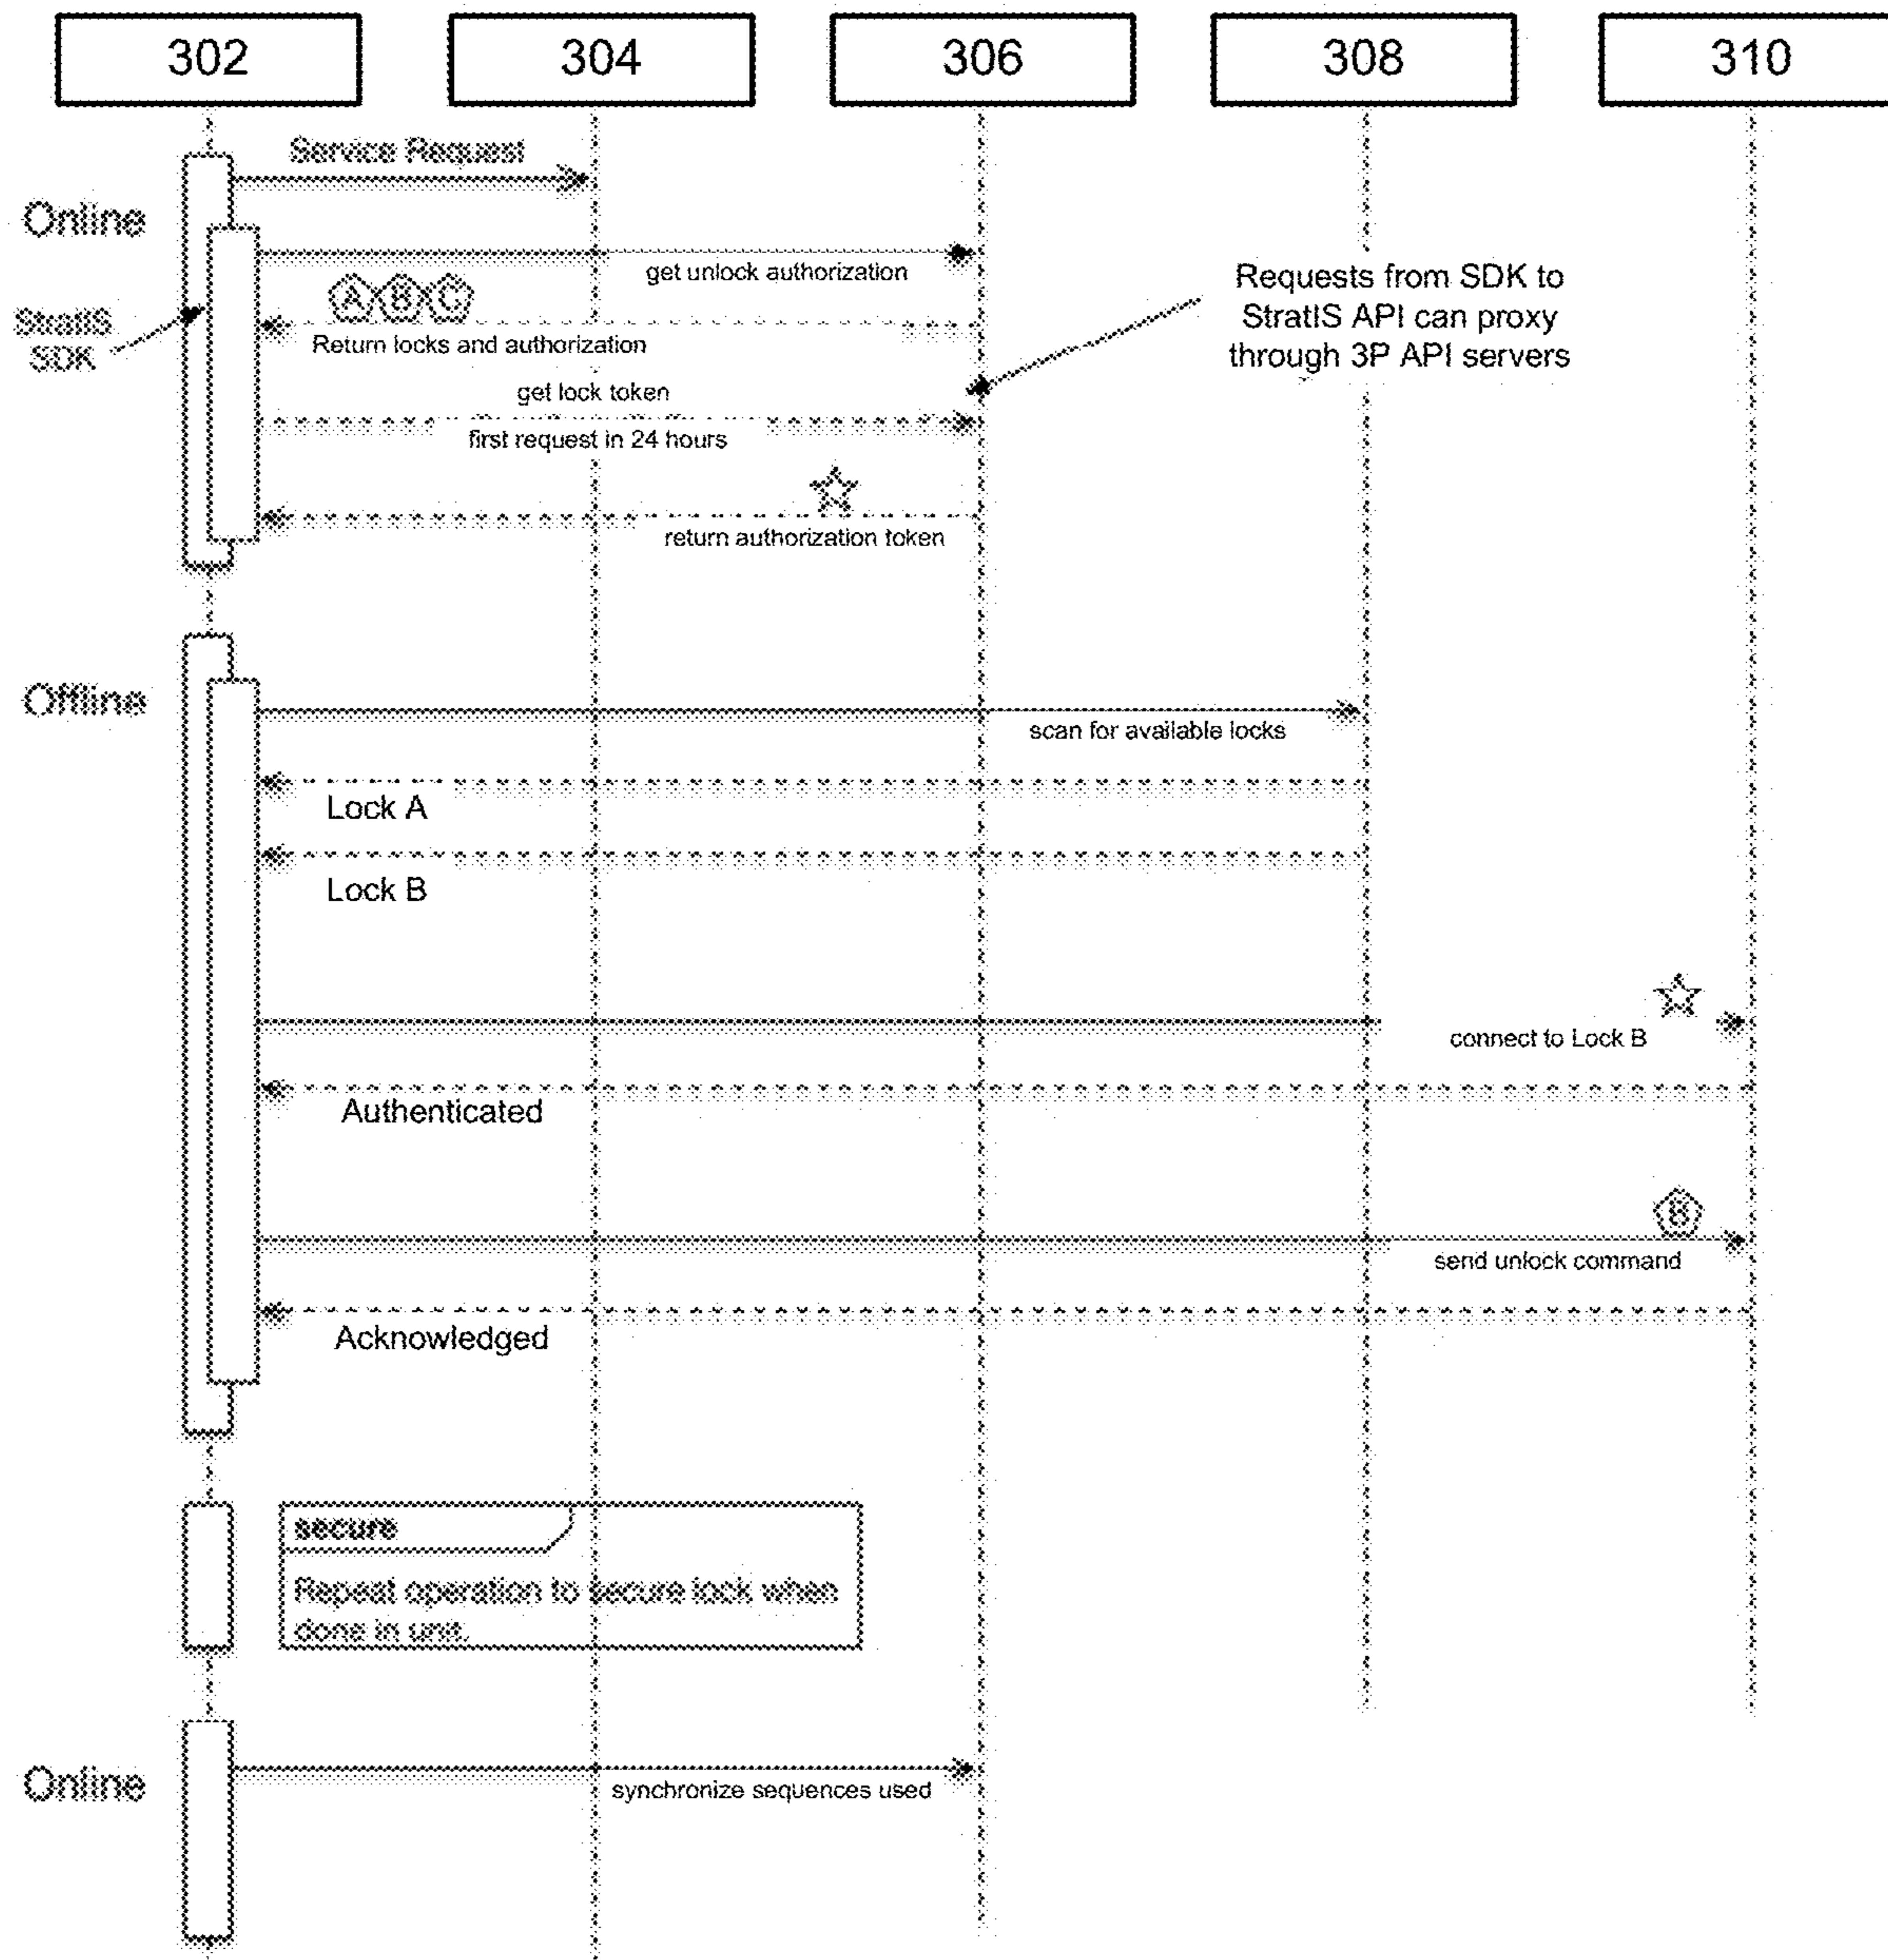 302
304
306
308
310
Service Request
Online
get unlock authorization
A B C
Requests from SDK to
StratIS API can proxy
through 3P API servers
StratIS
SDK
Return locks and authorization
get lock token
first request in 24 hours
return authorization token
Offline
scan for available locks
Lock A
Lock B
connect to Lock B
Authenticated
B
send unlock command
Acknowledged
secure
Repeat operation to secure lock when
done in unit.
Online
synchronize sequences used